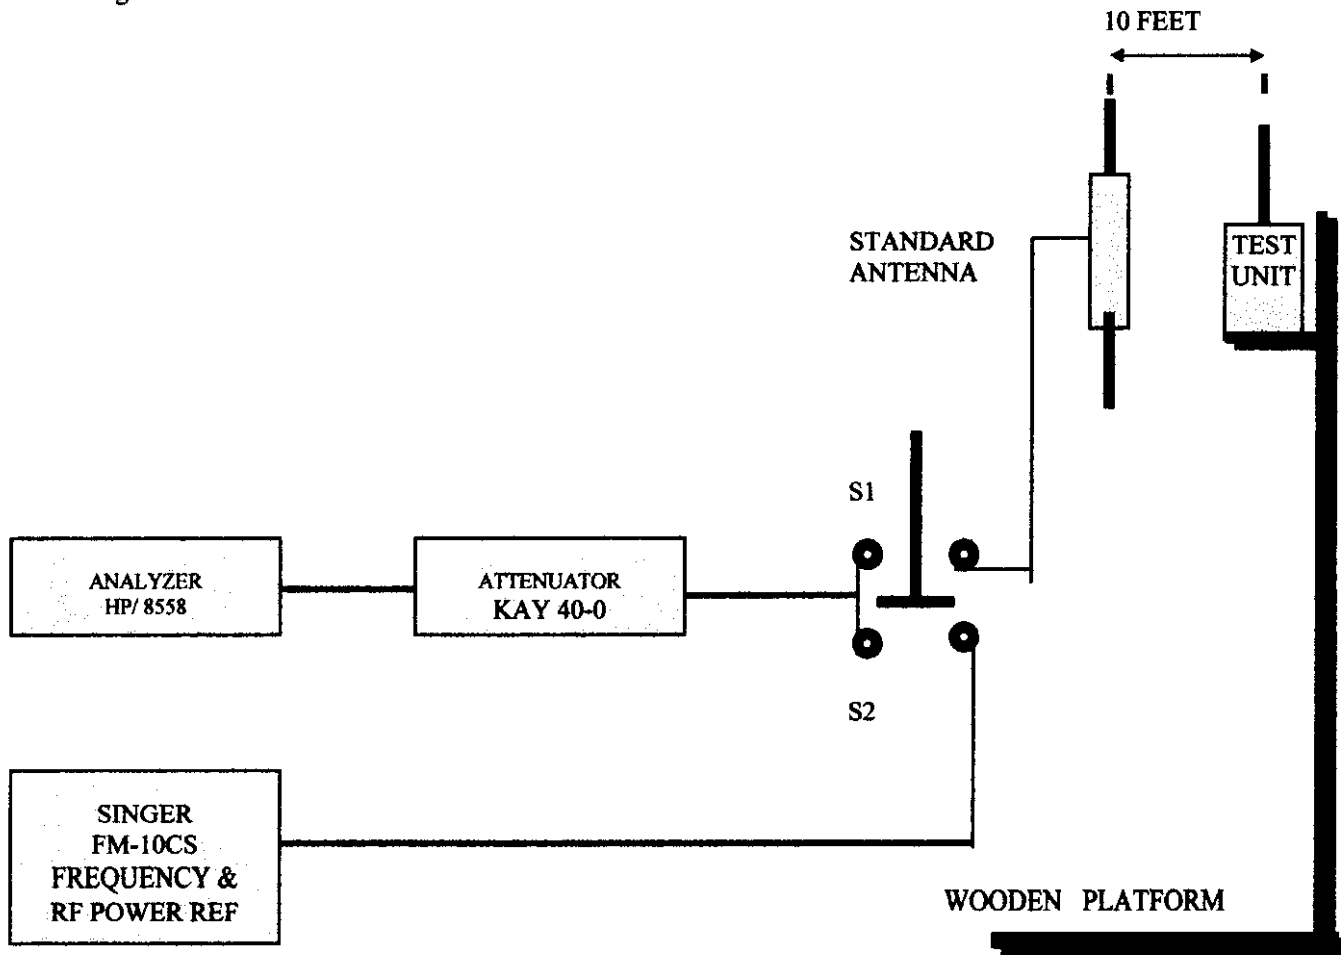 10 FEET
STANDARD
ANTENNA
TEST
UNIT
S1
ANALYZER
HP/ 8558
ATTENUATOR
KAY 40-0
S2
SINGER
FM-10CS
FREQUENCY &
RF POWER REF
WOODEN PLATFORM